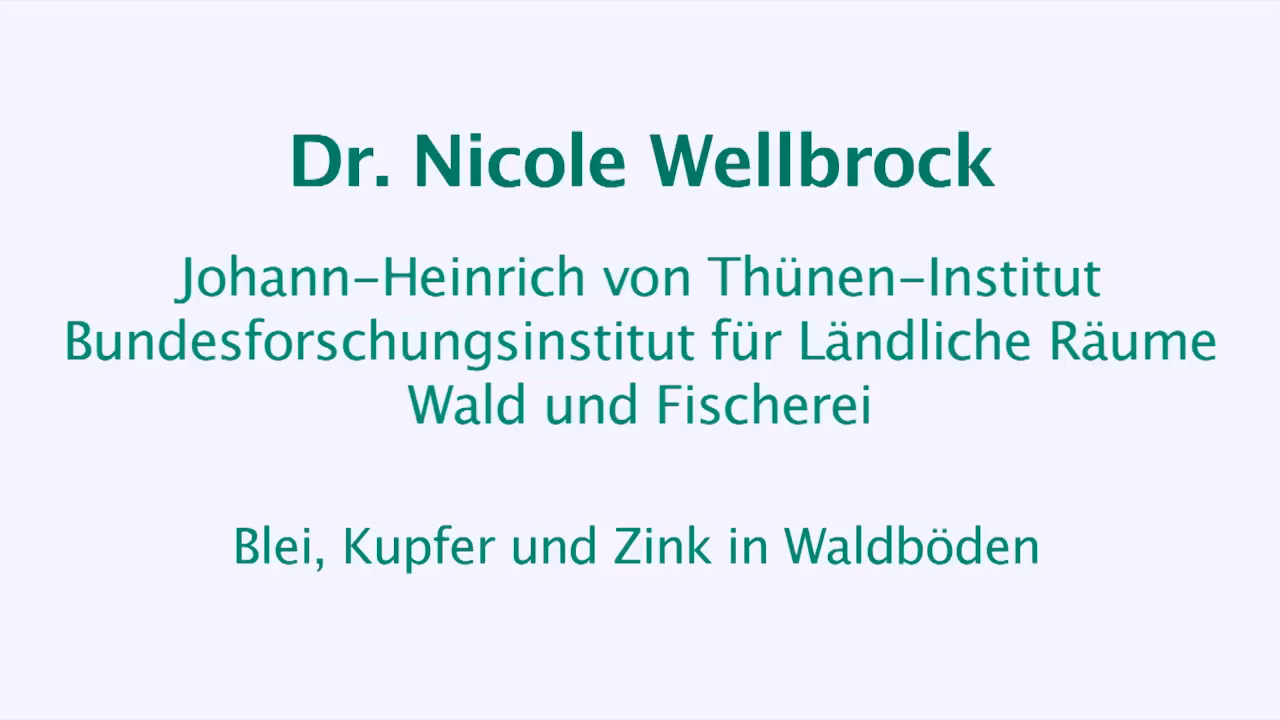 Dr. Nicole Wellbrock
Johann-Heinrich von Thünen-Institut
Bundesforschungsinstitut für Ländliche Räume
Wald und Fischerei
Blei, Kupfer und Zink in Waldböden